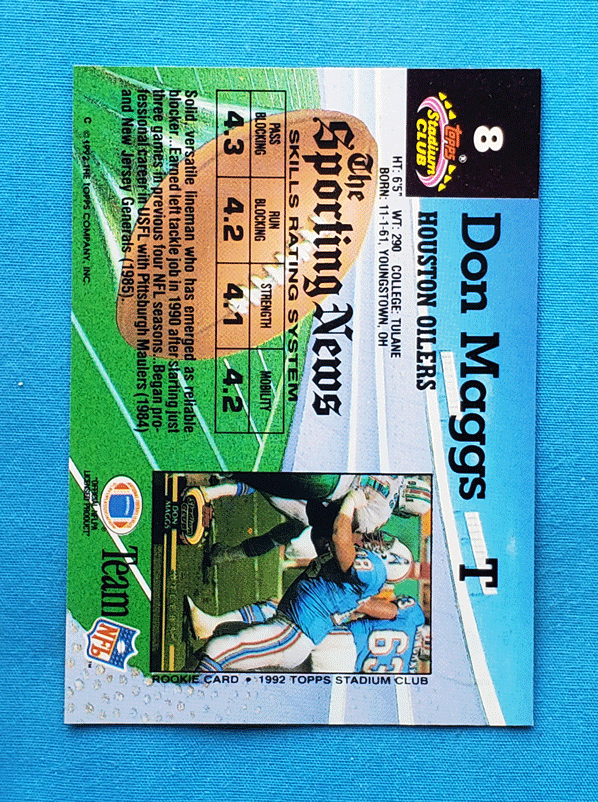 8
Topps®
Stadium
CLUB
Don Maggs T
HOUSTON OILERS
HT: 6'5" WT: 290 COLLEGE: TULANE
BORN: 11-1-61, YOUNGSTOWN, OH
The
Sporting News
SKILLS RATING SYSTEM
PASS BLOCKING RUN BLOCKING STRENGTH MOBILITY
4.3 4.2 4.1 4.2
Solid, versatile lineman who has emerged as reliable
blocker...Earned left tackle job in 1990 after starting just
three games in previous four NFL seasons...Began pro-
fessional career in USFL with Pittsburgh Maulers (1984)
and New Jersey Generals (1985).
C © 1992 THE TOPPS COMPANY, INC.
63
DON
MAGGS
ROOKIE CARD • 1992 TOPPS STADIUM CLUB
LICENSED PRODUCT
Team
NFL
TM